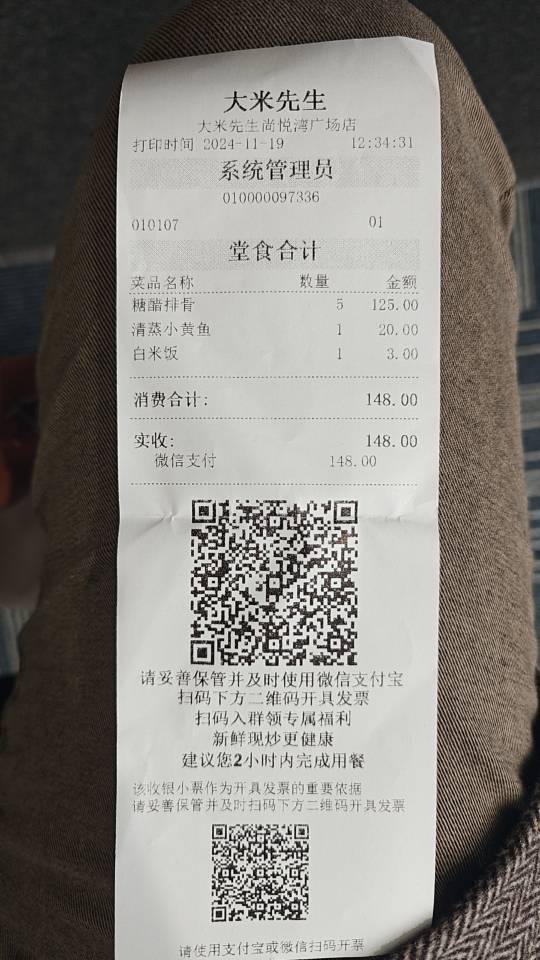 大米先生
大米先生尚悦湾广场店
打印时间 2024-11-19 12:34:31
系统管理员
010000097336
010107 01
堂食合计
菜品名称 数量 金额
糖醋排骨 5 125.00
清蒸小黄鱼 1 20.00
白米饭 1 3.00
消费合计: 148.00
实收: 148.00
微信支付 148.00
请妥善保管并及时使用微信支付宝
扫码下方二维码开具发票
扫码入群领专属福利
新鲜现炒更健康
建议您2小时内完成用餐
该收银小票作为开具发票的重要依据
请妥善保管并及时扫码下方二维码开具发票
请使用支付宝或微信扫码开票